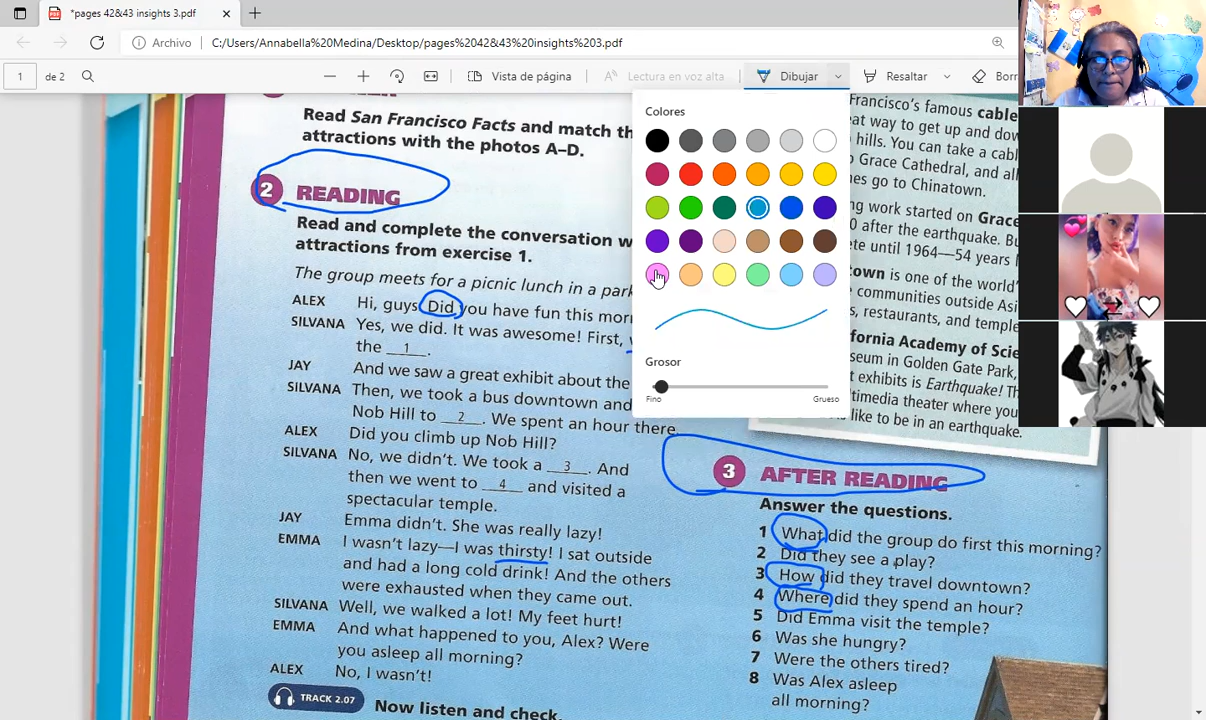 *pages 42&43 insights 3.pdf
Archivo
C:/Users/Annabella%20Medina/Desktop/pages%2042&43%20insights%203.pdf
1
de 2
Vista de página
Lectura en voz alta
Dibujar
Resaltar
Borr
Read San Francisco Facts and match th
attractions with the photos A–D.
2 READING
Read and complete the conversation w
attractions from exercise 1.
The group meets for a picnic lunch in a park
ALEX Hi, guys Did you have fun this mor
SILVANA Yes, we did. It was awesome! First,
the __1__.
JAY And we saw a great exhibit about the
SILVANA Then, we took a bus downtown and
Nob Hill to __2__. We spent an hour there.
ALEX Did you climb up Nob Hill?
SILVANA No, we didn't. We took a __3__. And
then we went to __4__ and visited a
spectacular temple.
JAY Emma didn't. She was really lazy!
EMMA I wasn't lazy—I was thirsty! I sat outside
and had a long cold drink! And the others
were exhausted when they came out.
SILVANA Well, we walked a lot! My feet hurt!
EMMA And what happened to you, Alex? Were
you asleep all morning?
ALEX No, I wasn't!
TRACK 2.07
Now listen and check.
Colores
Grosor
Fino
Grueso
Francisco's famous cable
at way to get up and dow
hills. You can take a cabl
o Grace Cathedral, and all
nes go to Chinatown.
ng work started on Grace
0 after the earthquake. Bu
ete until 1964—54 years l
town is one of the world'
communities outside Asi
, restaurants, and temple
fornia Academy of Scie
useum in Golden Gate Park,
t exhibits is Earthquake! Th
timedia theater where you
is like to be in an earthquake.
3 AFTER READING
Answer the questions.
1 What did the group do first this morning?
2 Did they see a play?
3 How did they travel downtown?
4 Where did they spend an hour?
5 Did Emma visit the temple?
6 Was she hungry?
7 Were the others tired?
8 Was Alex asleep
all morning?